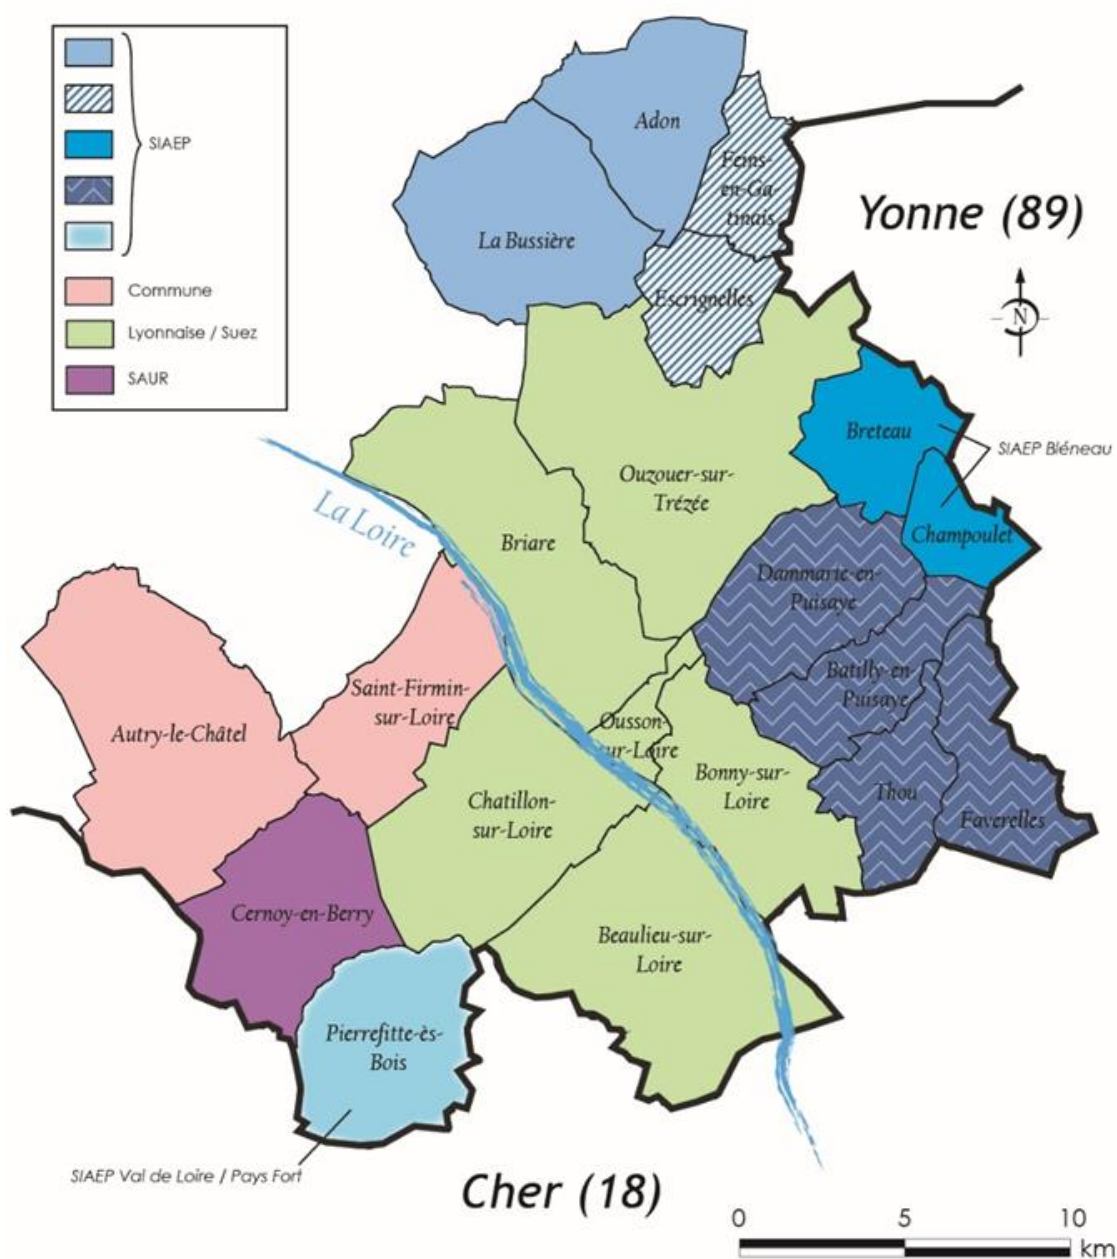 SIAEP
Commune
Lyonnaise / Suez
SAUR
Adon
Feins-
en-Ga
tinais
Yonne (89)
La Bussière
Escrignelles
N
Breteau
SIAEP Bléneau
Ouzouer-sur-
Trézée
La Loire
Briare
Champoulet
Dammarie-en-
Puisaye
Batilly-en-
Puisaye
Saint-Firmin-
sur-Loire
Autry-le-Châtel
Ousson-
sur-Loire
Bonny-sur-
Loire
Thou
Faverelles
Chatillon-
sur-Loire
Cernoy-en-Berry
Beaulieu-sur-
Loire
Pierrefitte-ès-
Bois
SIAEP Val de Loire / Pays Fort
Cher (18)
0 5 10
km